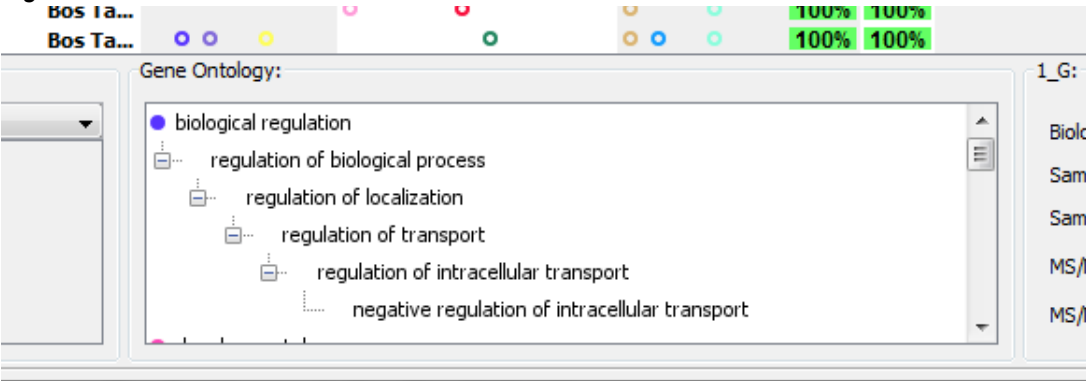 Bos Ta... 100% 100%
Bos Ta... 100% 100%
Gene Ontology: 1_G:
biological regulation
regulation of biological process
regulation of localization
regulation of transport
regulation of intracellular transport
negative regulation of intracellular transport
Sam
Sam
MS/
MS/